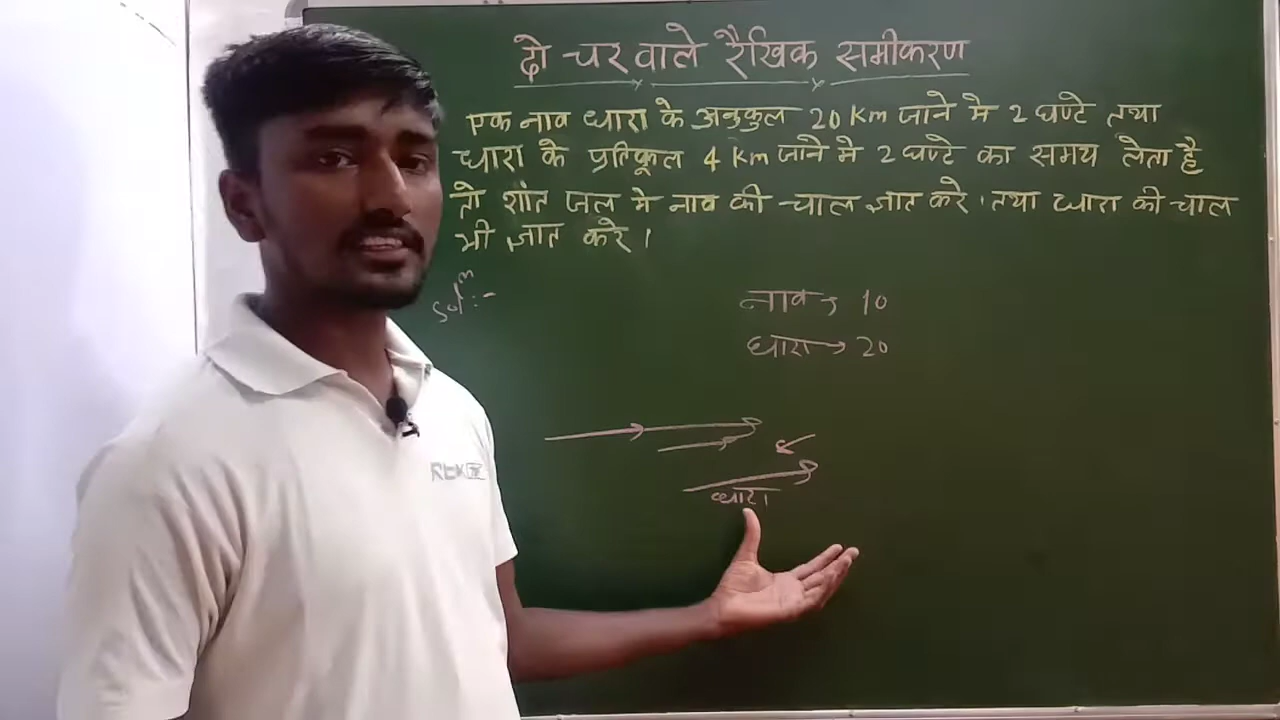 दो चर वाले रैखिक समीकरण
एक नाव धारा के अनुकुल 20 Km जाने मे 2 घण्टे तथा
धारा के प्रतिकूल 4 Km जाने मे 2 घण्टे का समय लेता है
तो शांत जल मे नाव की चाल ज्ञात करे । तथा धारा की चाल
भी ज्ञात करे ।
Solⁿ :-
नाव → 10
धारा → 20
धारा